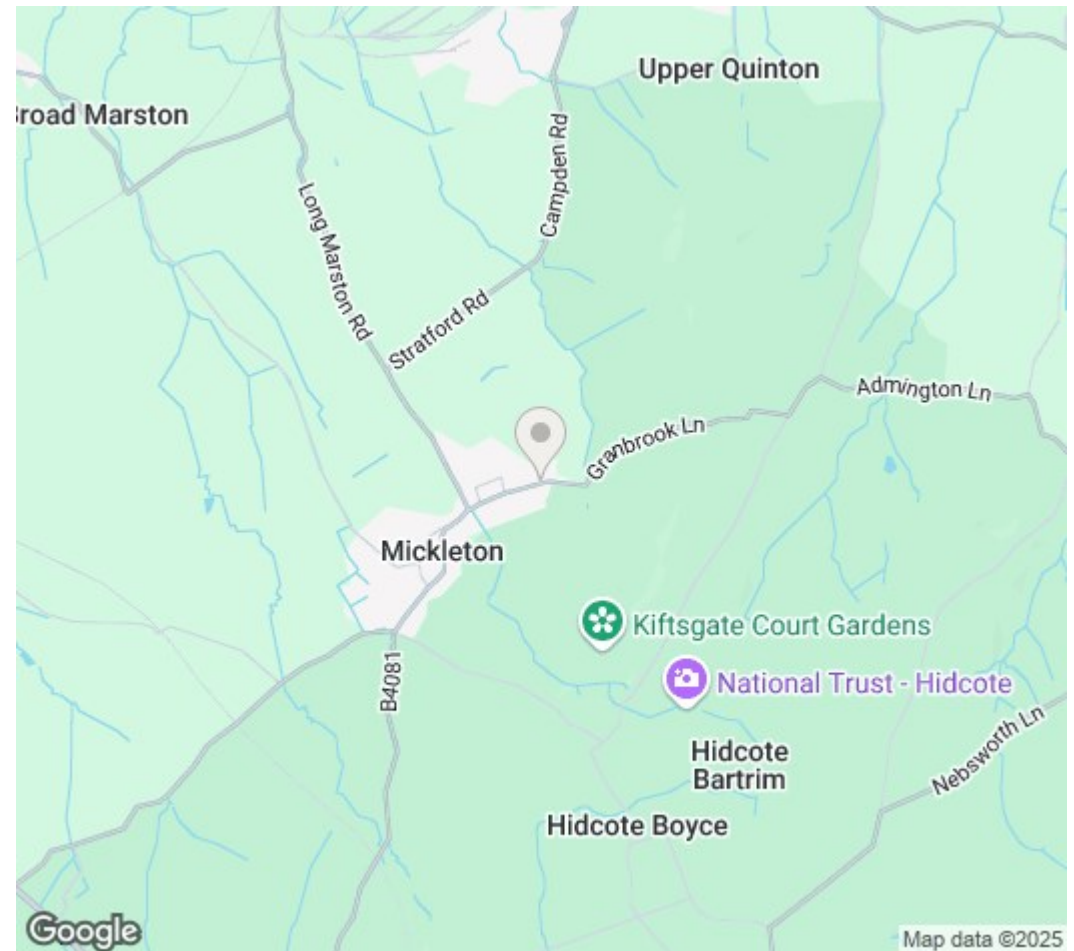 Upper Quinton
Broad Marston
Campden Rd
Long Marston Rd
Stratford Rd
Admington Ln
Granbrook Ln
Mickleton
Kiftsgate Court Gardens
National Trust - Hidcote
B4081
Nebsworth Ln
Hidcote
Bartrim
Hidcote Boyce
Google
Map data ©2025